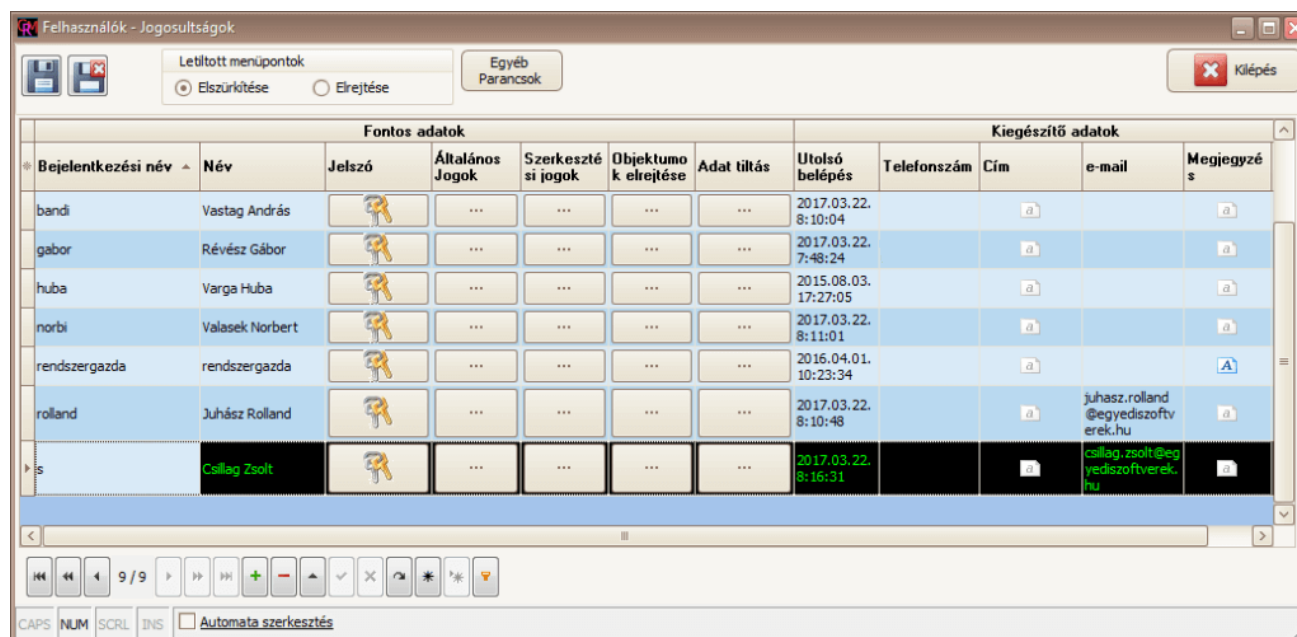 Felhasználók - Jogosultságok
Letiltott menüpontok
Elszürkítése Elrejtése
Egyéb
Parancsok
Kilépés
Fontos adatok Kiegészítő adatok
Bejelentkezési név Név Jelszó Általános Jogok Szerkeszté si jogok Objektumo k elrejtése Adat tiltás Utolsó belépés Telefonszám Cím e-mail Megjegyzé s
bandi Vastag András ... ... ... ... 2017.03.22. 8:10:04 a a
gabor Révész Gábor ... ... ... ... 2017.03.22. 7:48:24 a a
huba Varga Huba ... ... ... ... 2015.08.03. 17:27:05 a a
norbi Valasek Norbert ... ... ... ... 2017.03.22. 8:11:01 a a
rendszergazda rendszergazda ... ... ... ... 2016.04.01. 10:23:34 a A
rolland Juhász Rolland ... ... ... ... 2017.03.22. 8:10:48 a juhasz.rolland @egyediszoftv erek.hu a
s Csillag Zsolt ... ... ... ... 2017.03.22. 8:16:31 a csillag.zsolt@eg yediszoftverek. hu a
9 / 9
CAPS NUM SCRL INS Automata szerkesztés